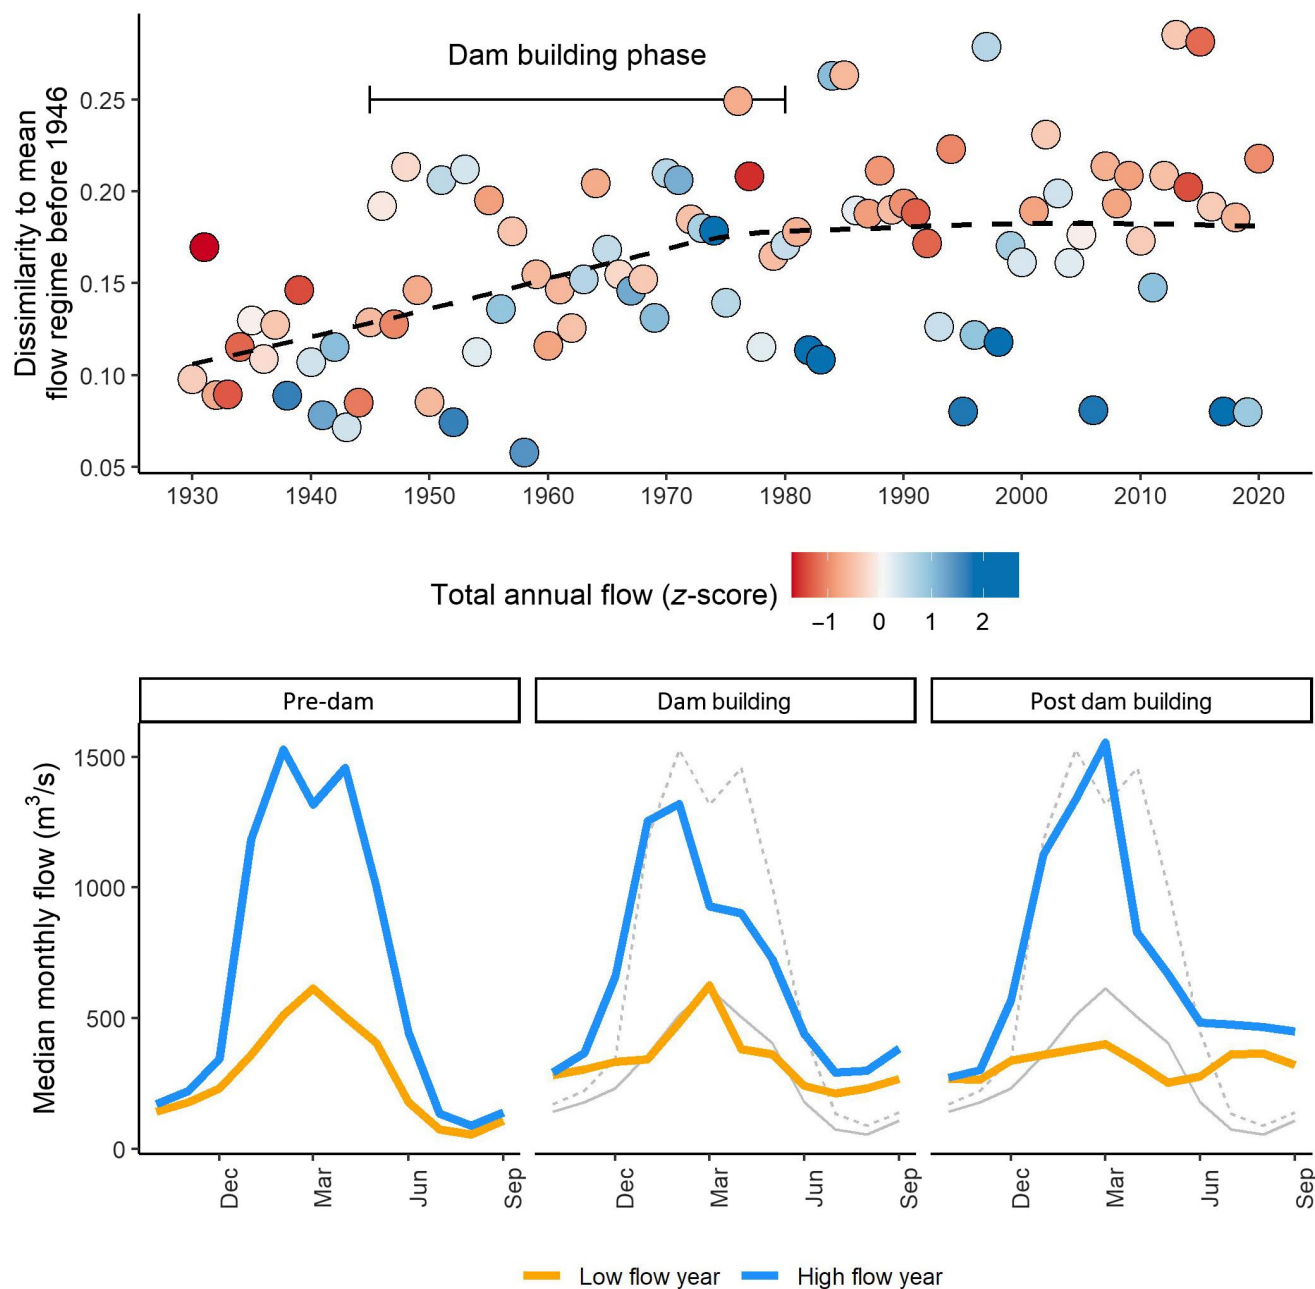 Dam building phase
Dissimilarity to mean
flow regime before 1946
0.25
0.20
0.15
0.10
0.05
1930 1940 1950 1960 1970 1980 1990 2000 2010 2020
Total annual flow (z-score)
−1 0 1 2
Pre-dam Dam building Post dam building
Median monthly flow (m³/s)
1500
1000
500
0
Dec Mar Jun Sep Dec Mar Jun Sep Dec Mar Jun Sep
Low flow year High flow year